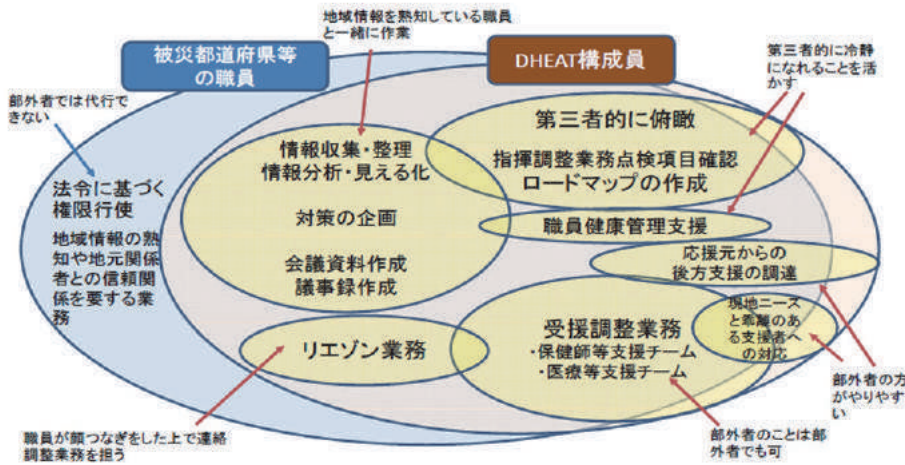 地域情報を熟知している職員
と一緒に作業
被災都道府県等
の職員
DHEAT構成員
第三者的に冷静
になれることを活
かす
部外者では代行で
きない
第三者的に俯瞰
情報収集・整理
情報分析・見える化
指揮調整業務点検項目確認
ロードマップの作成
法令に基づく
権限行使
対策の企画
職員健康管理支援
地域情報の熟
知や地元関係
者との信頼関
係を要する業
務
会議資料作成
議事録作成
応援元からの
後方支援の調達
受援調整業務
・保健師等支援チーム
・医療等支援チーム
現地ニーズ
と乖離のあ
る支援者へ
の対応
リエゾン業務
部外者の方
がやりやす
い
職員が顔つなぎをした上で連絡
調整業務を担う
部外者のことは部
外者でも可